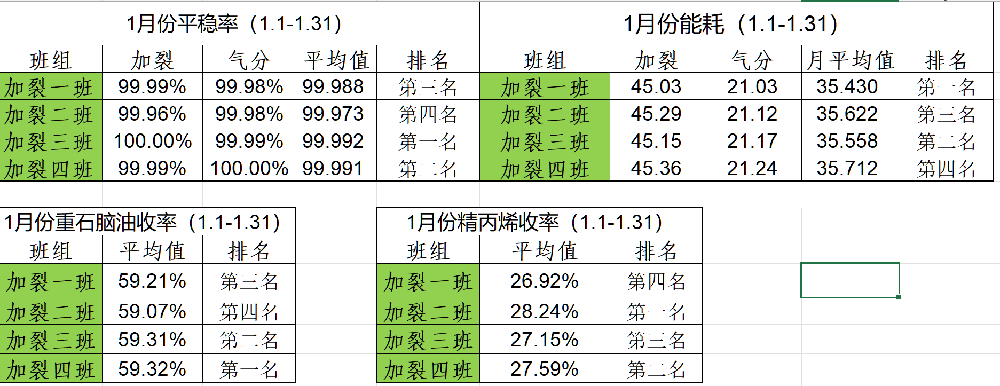 1月份平稳率（1.1-1.31） 1月份能耗（1.1-1.31）
班组 加裂 气分 平均值 排名 班组 加裂 气分 月平均值 排名
加裂一班 99.99% 99.98% 99.988 第三名 加裂一班 45.03 21.03 35.430 第一名
加裂二班 99.96% 99.98% 99.973 第四名 加裂二班 45.29 21.12 35.622 第三名
加裂三班 100.00% 99.99% 99.992 第一名 加裂三班 45.15 21.17 35.558 第二名
加裂四班 99.99% 100.00% 99.991 第二名 加裂四班 45.36 21.24 35.712 第四名
1月份重石脑油收率（1.1-1.31） 1月份精丙烯收率（1.1-1.31）
班组 平均值 排名 班组 平均值 排名
加裂一班 59.21% 第三名 加裂一班 26.92% 第四名
加裂二班 59.07% 第四名 加裂二班 28.24% 第一名
加裂三班 59.31% 第二名 加裂三班 27.15% 第三名
加裂四班 59.32% 第一名 加裂四班 27.59% 第二名